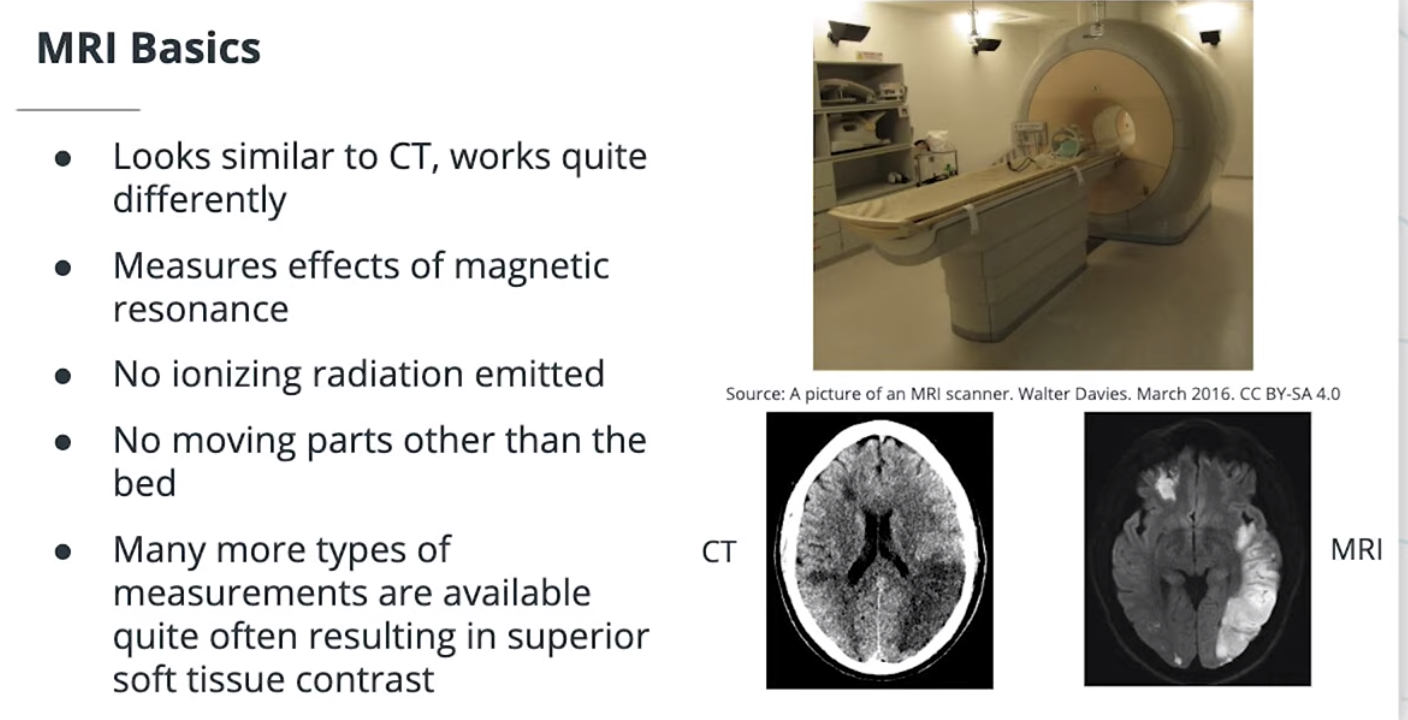 MRI Basics
● Looks similar to CT, works quite
differently
● Measures effects of magnetic
resonance
● No ionizing radiation emitted
● No moving parts other than the
bed
● Many more types of
measurements are available
quite often resulting in superior
soft tissue contrast
Source: A picture of an MRI scanner. Walter Davies. March 2016. CC BY-SA 4.0
CT
MRI